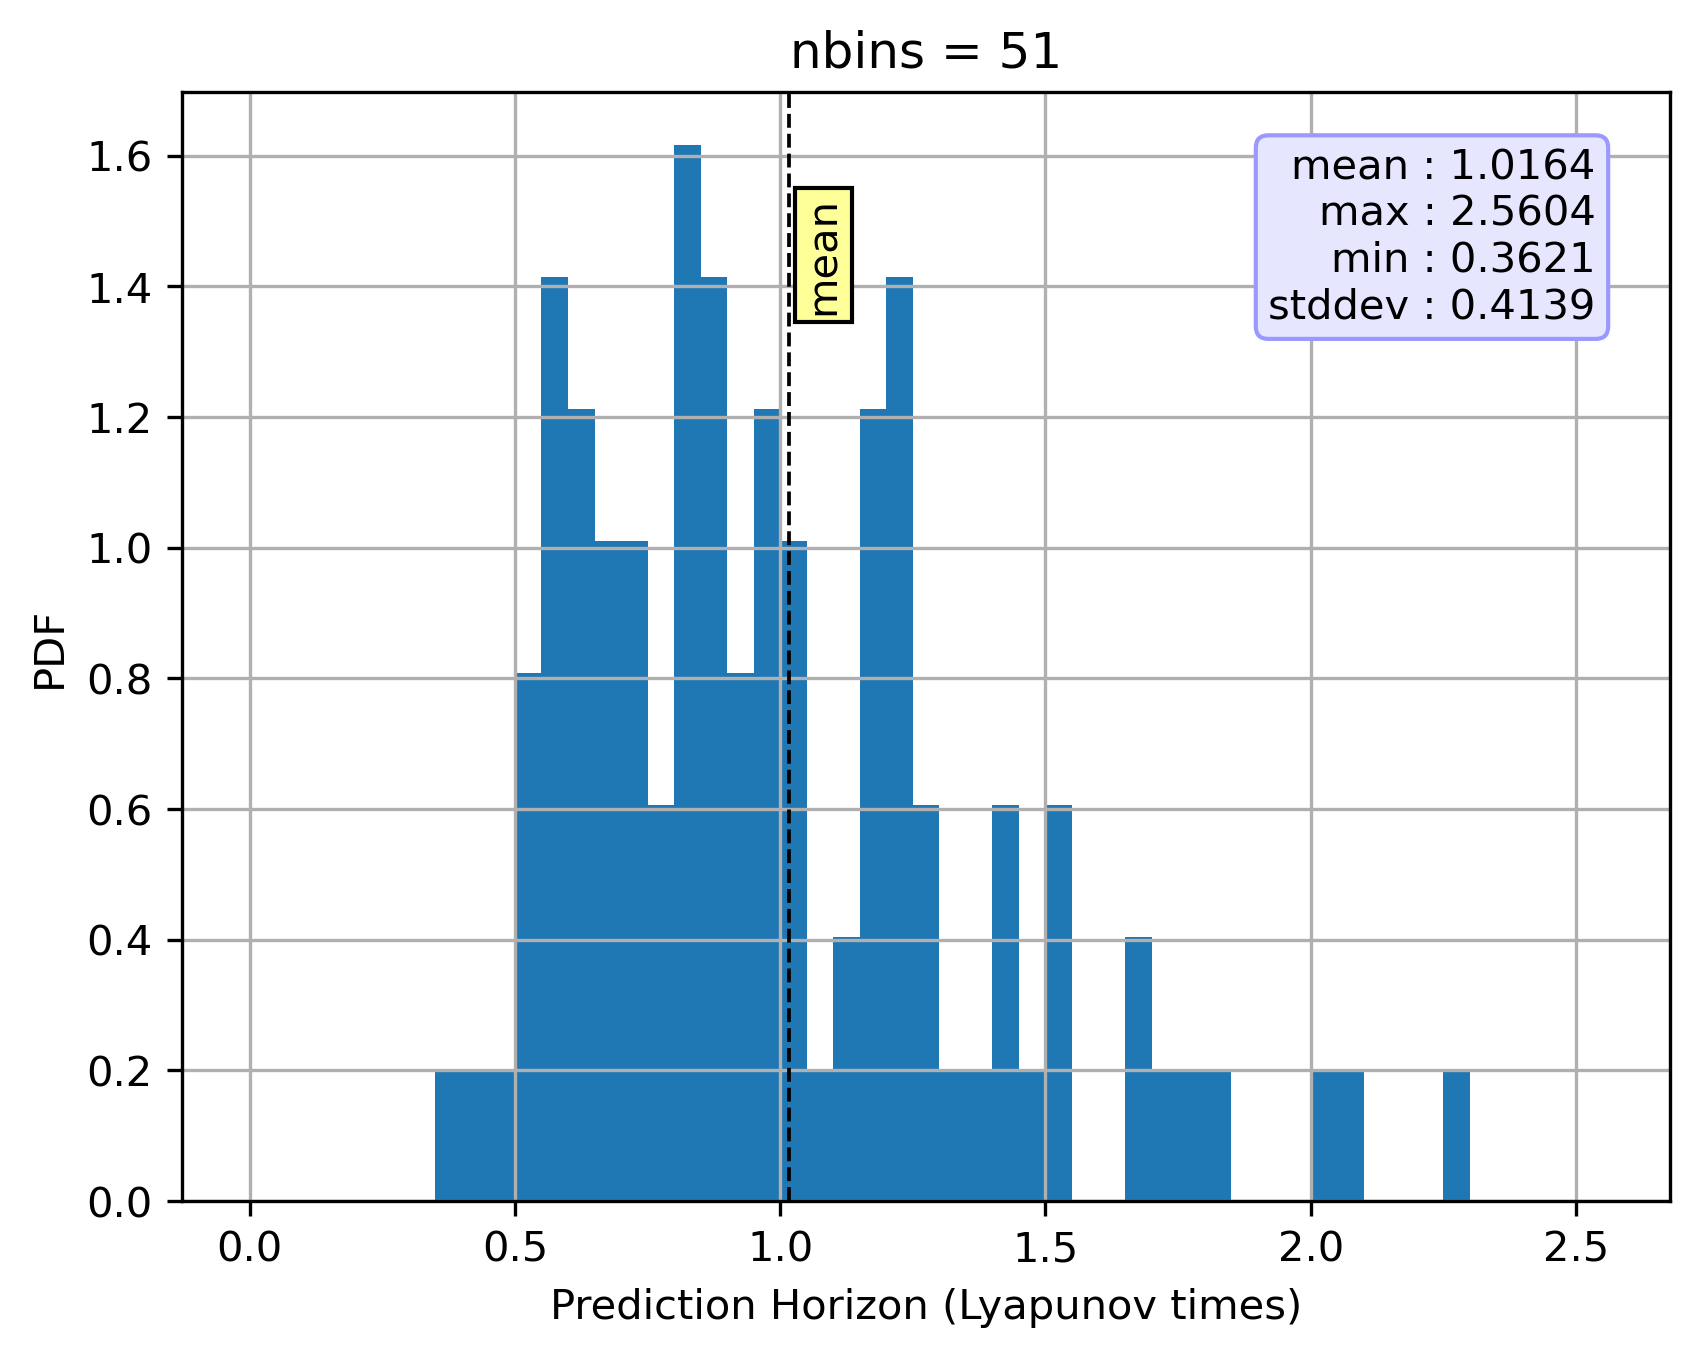 nbins = 51
1.6
1.4
1.2
1.0
0.8
0.6
0.4
0.2
0.0
PDF
mean
mean : 1.0164
max : 2.5604
min : 0.3621
stddev : 0.4139
0.0 0.5 1.0 1.5 2.0 2.5
Prediction Horizon (Lyapunov times)